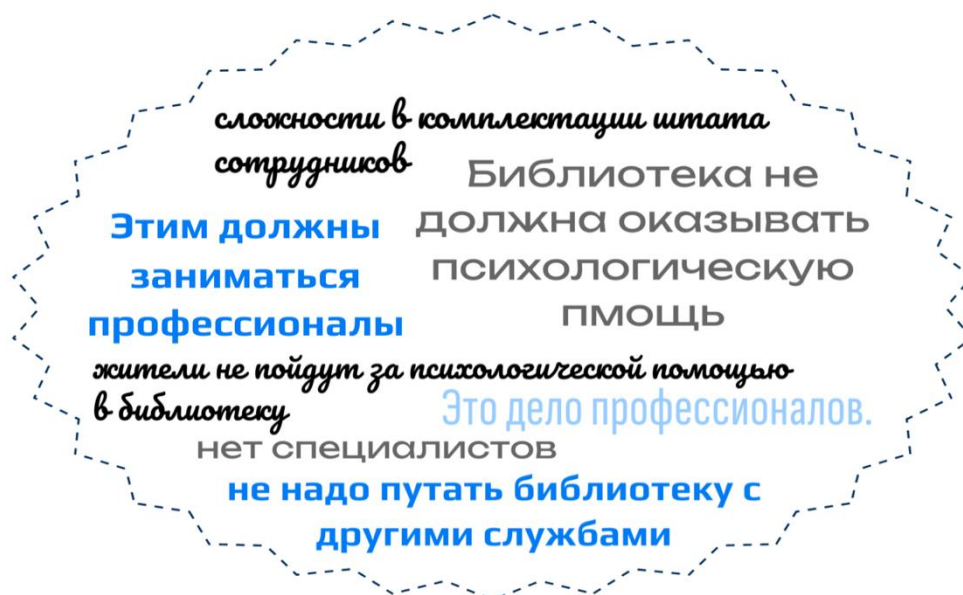 сложности в комплектации штата
сотрудников
Библиотека не
должна оказывать
психологическую
пмощь
Этим должны
заниматься
профессионалы
жители не пойдут за психологической помощью
в библиотеку
Это дело профессионалов.
нет специалистов
не надо путать библиотеку с
другими службами